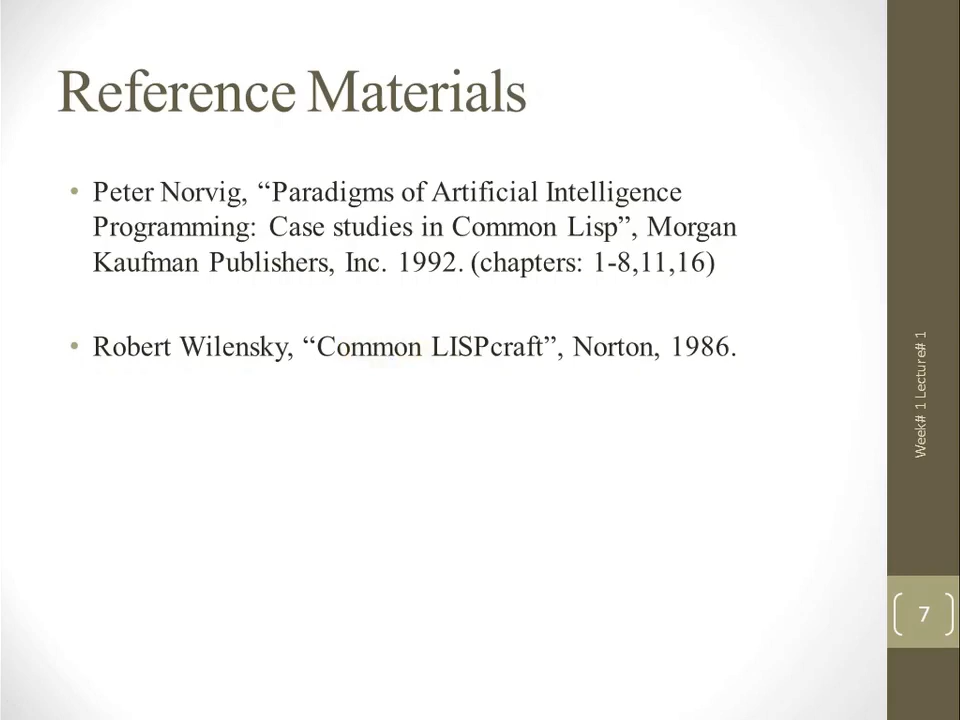 Reference Materials
• Peter Norvig, “Paradigms of Artificial Intelligence
Programming: Case studies in Common Lisp”, Morgan
Kaufman Publishers, Inc. 1992. (chapters: 1-8,11,16)
• Robert Wilensky, “Common LISPcraft”, Norton, 1986.
Week# 1 Lecture# 1
7